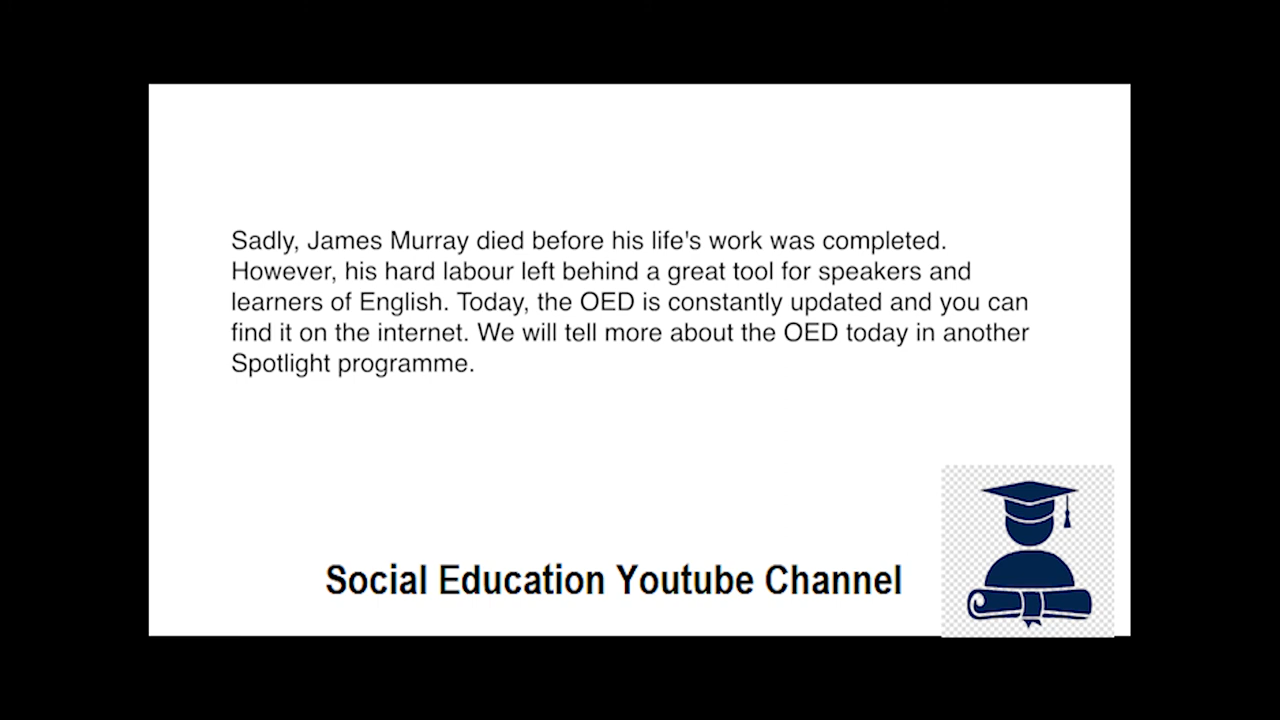 Sadly, James Murray died before his life's work was completed.
However, his hard labour left behind a great tool for speakers and
learners of English. Today, the OED is constantly updated and you can
find it on the internet. We will tell more about the OED today in another
Spotlight programme.
Social Education Youtube Channel